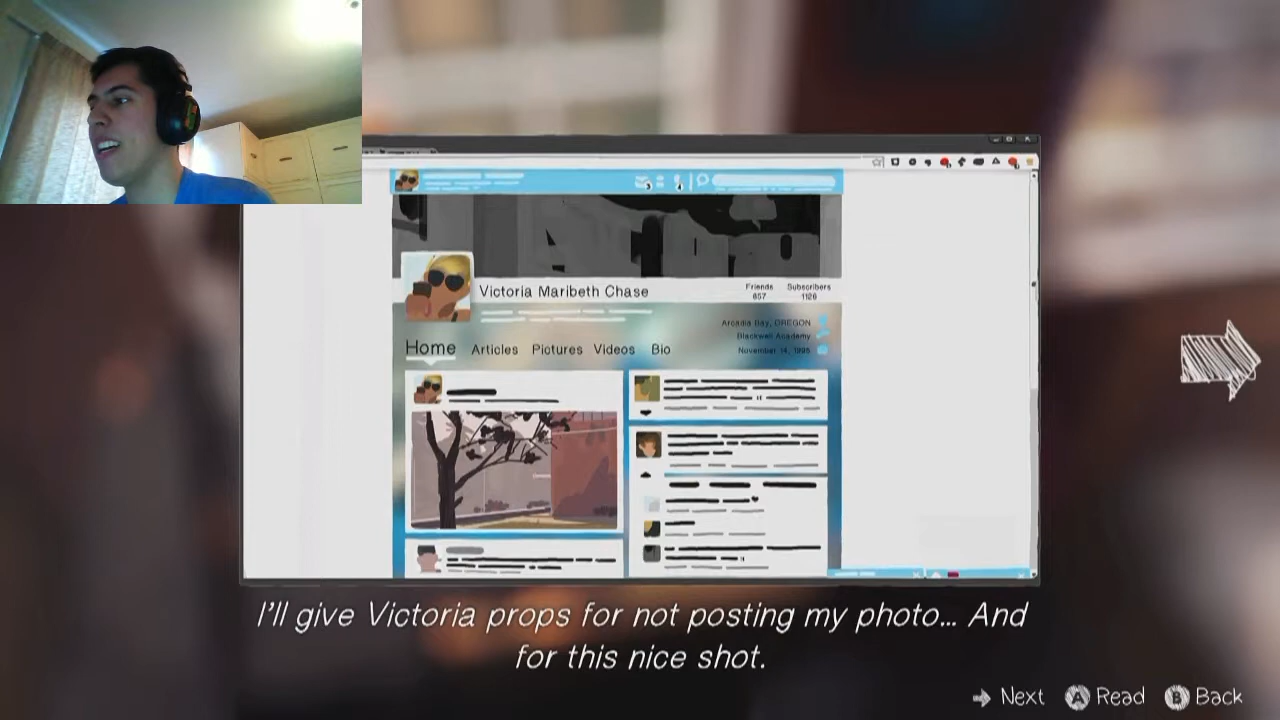 Victoria Maribeth Chase
Friends
657
Subscribers
1126
Arcadia Bay, OREGON
Blackwell Academy
November 14, 1995
Home Articles Pictures Videos Bio
I'll give Victoria props for not posting my photo... And
for this nice shot.
Next A Read B Back